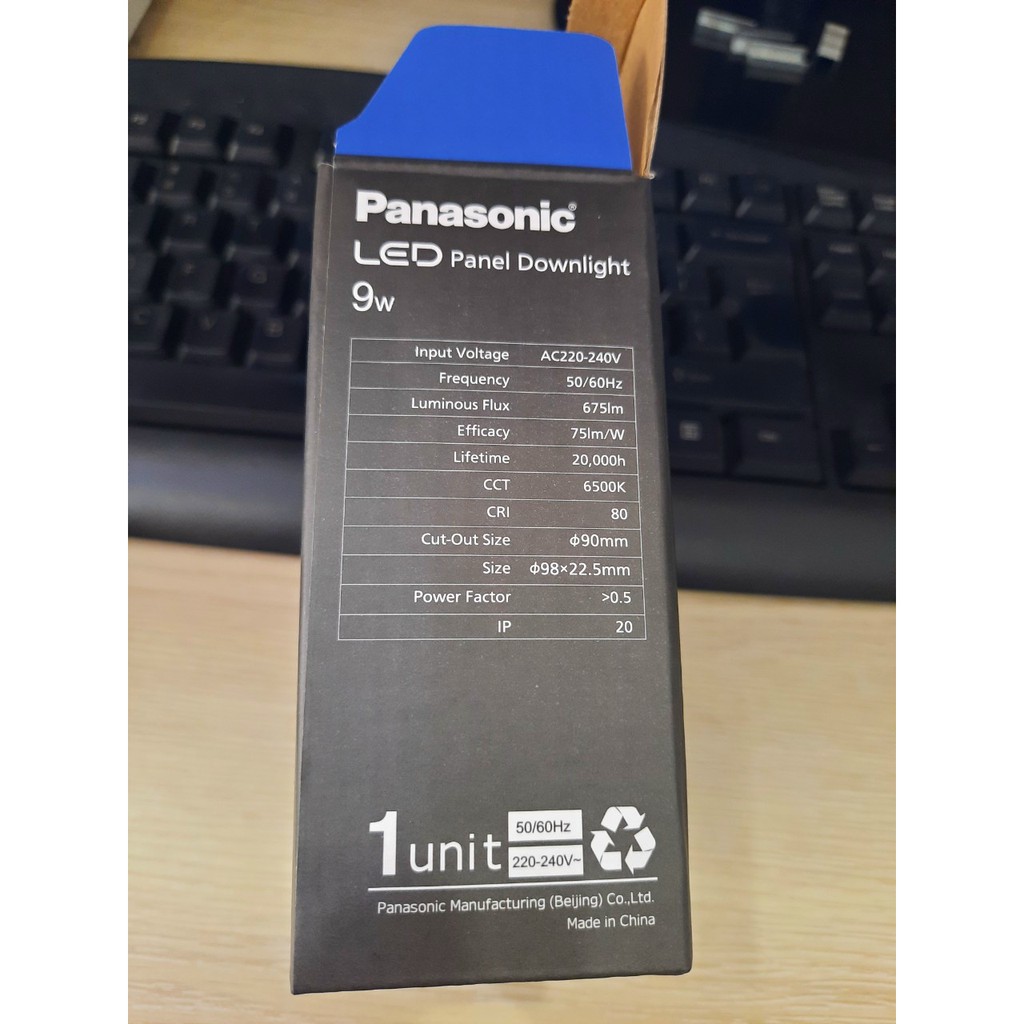 Panasonic®
LED Panel Downlight
9w
Input Voltage AC220-240V
Frequency 50/60Hz
Luminous Flux 675lm
Efficacy 75lm/W
Lifetime 20,000h
CCT 6500K
CRI 80
Cut-Out Size ϕ90mm
Size ϕ98×22.5mm
Power Factor >0.5
IP 20
1 unit
50/60Hz
220-240V~
Panasonic Manufacturing (Beijing) Co.,Ltd.
Made in China